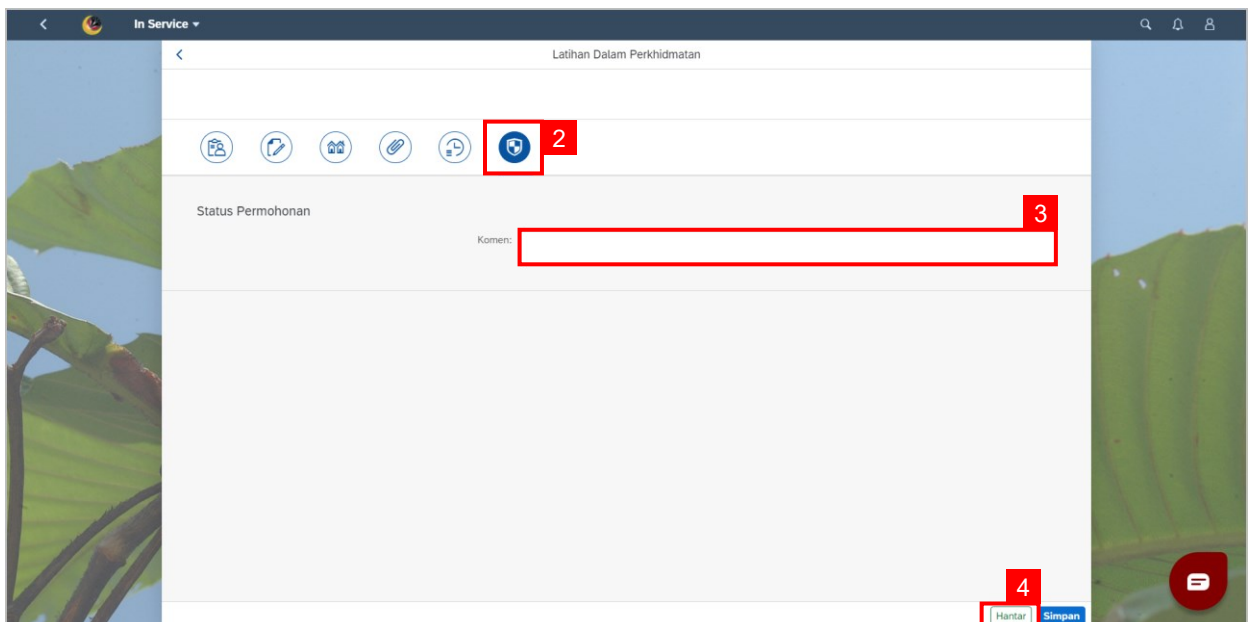 In Service
Latihan Dalam Perkhidmatan
2
Status Permohonan
3
Komen:
4
Hantar Simpan